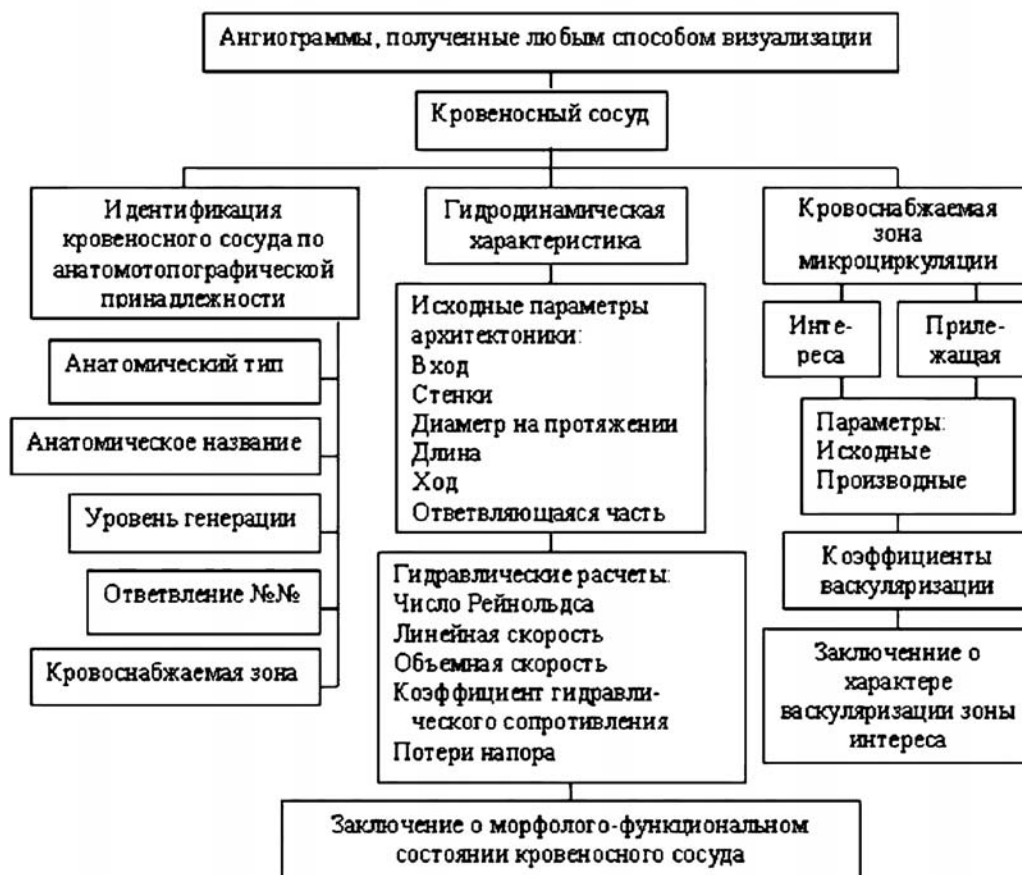 Ангиограммы, полученные любым способом визуализации
Кровеносный сосуд
Идентификация
кровеносного сосуда по
анатомотопографической
принадлежности
Анатомический тип
Анатомическое название
Уровень генерации
Ответвление №№
Кровоснабжаемая зона
Гидродинамическая
характеристика
Исходные параметры
архитектоники:
Вход
Стенки
Диаметр на протяжении
Длина
Ход
Ответвляющаяся часть
Гидравлические расчеты:
Число Рейнольдса
Линейная скорость
Объемная скорость
Коэффициент гидравли-
ческого сопротивления
Потери напора
Заключение о морфолого-функциональном
состоянии кровеносного сосуда
Кровоснабжаемая
зона
микроциркуляции
Инте-
реса
Приле-
жащая
Параметры:
Исходные
Производные
Коэффициенты
васкуляризации
Заключенние о
характере
васкуляризации зоны
интереса